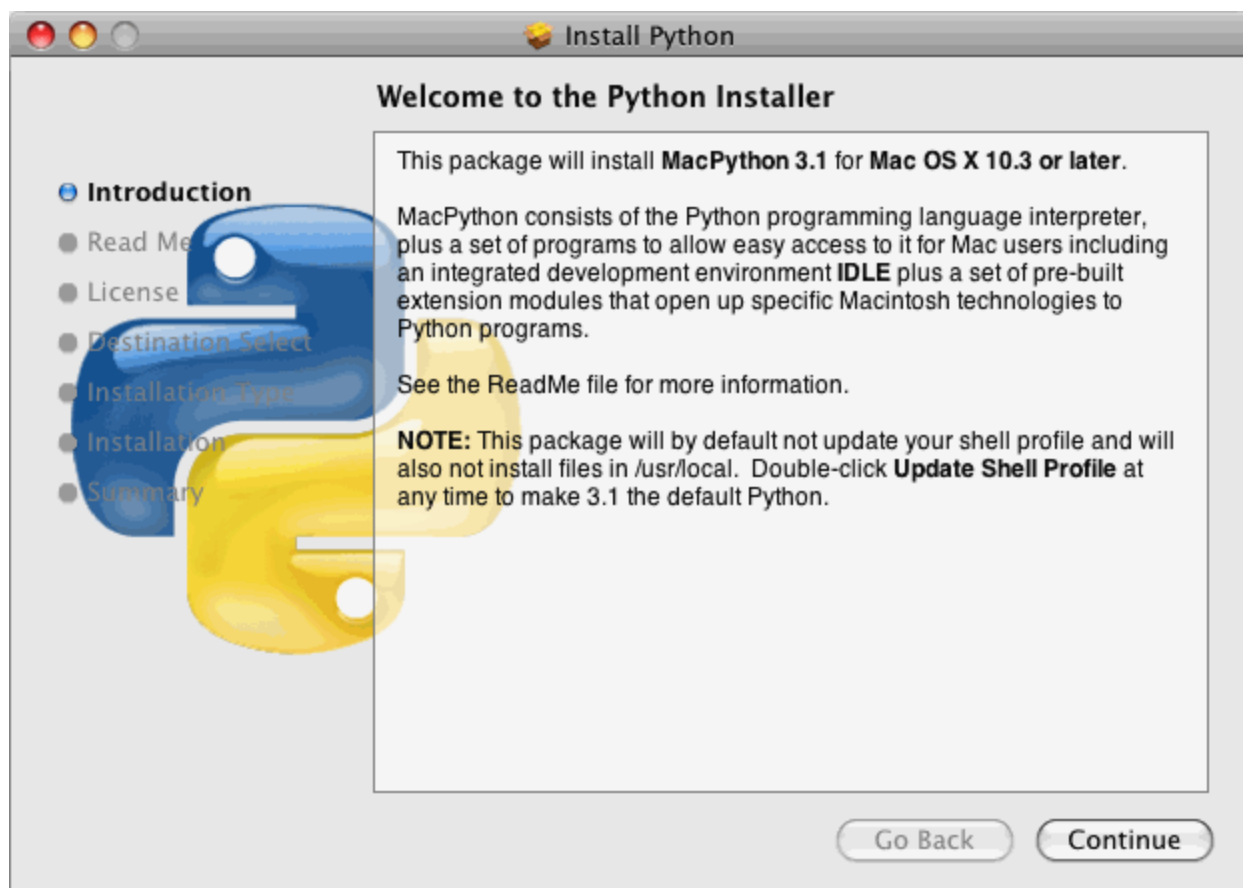 Install Python
Welcome to the Python Installer
Introduction
Read Me
License
Destination Select
Installation Type
Installation
Summary
This package will install MacPython 3.1 for Mac OS X 10.3 or later.
MacPython consists of the Python programming language interpreter,
plus a set of programs to allow easy access to it for Mac users including
an integrated development environment IDLE plus a set of pre-built
extension modules that open up specific Macintosh technologies to
Python programs.
See the ReadMe file for more information.
NOTE: This package will by default not update your shell profile and will
also not install files in /usr/local. Double-click Update Shell Profile at
any time to make 3.1 the default Python.
Go Back
Continue